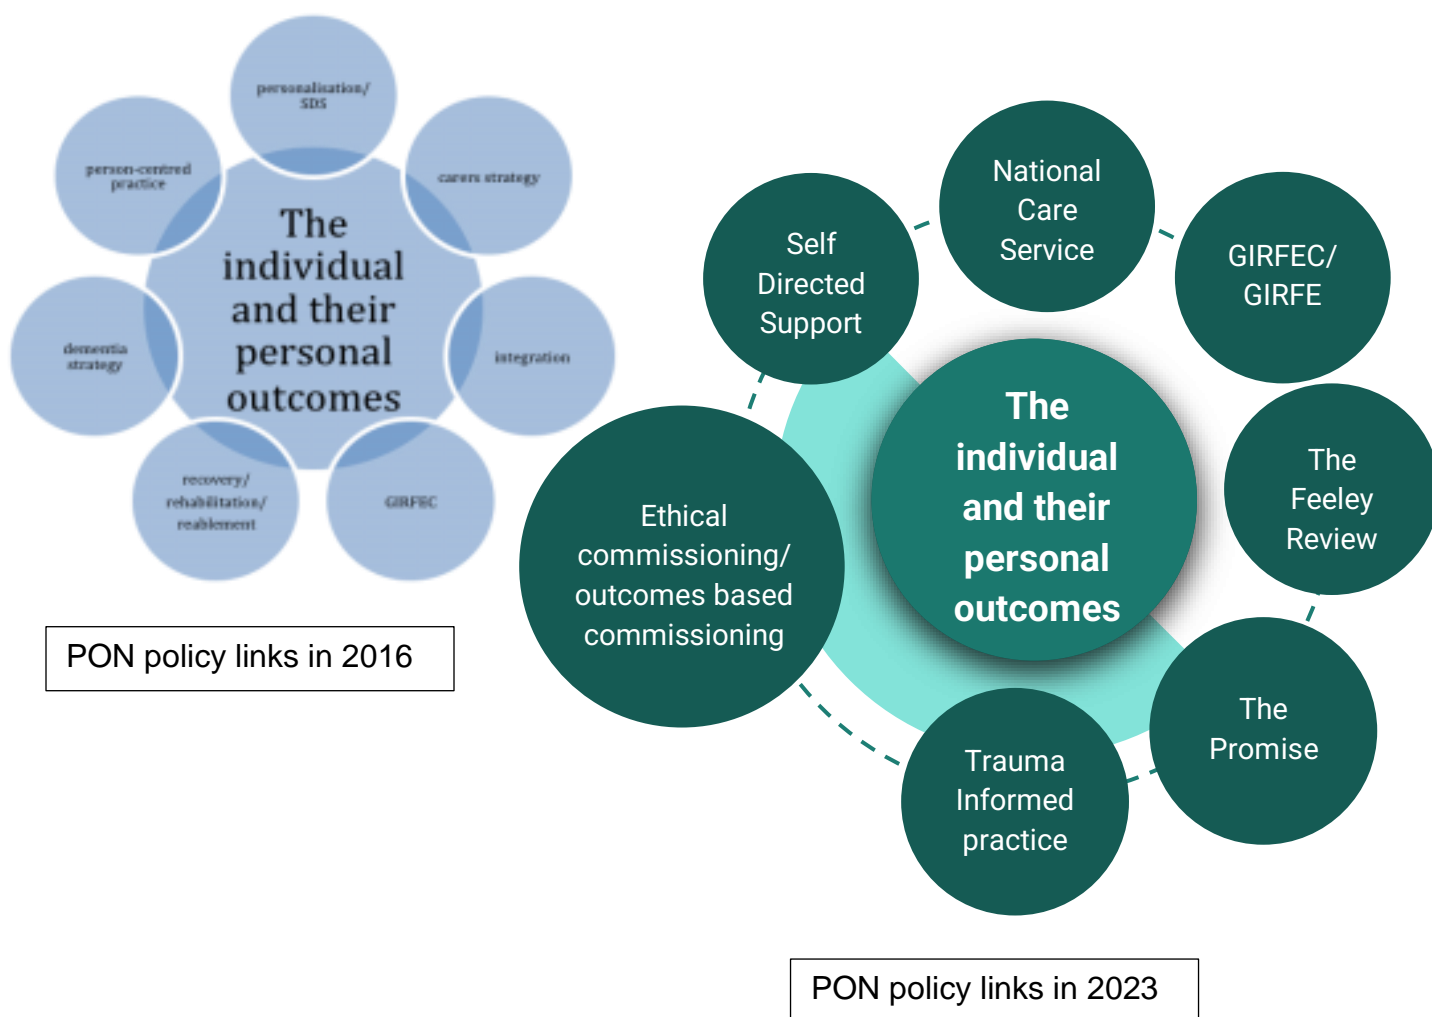 personalisation/
SDS
carers strategy
integration
GIRFEC
recovery/
rehabilitation/
reablement
dementia
strategy
person-centred
practice
The
individual
and their
personal
outcomes
PON policy links in 2016
National
Care
Service
GIRFEC/
GIRFE
The
Feeley
Review
The
Promise
Trauma
Informed
practice
Ethical
commissioning/
outcomes based
commissioning
Self
Directed
Support
The
individual
and their
personal
outcomes
PON policy links in 2023